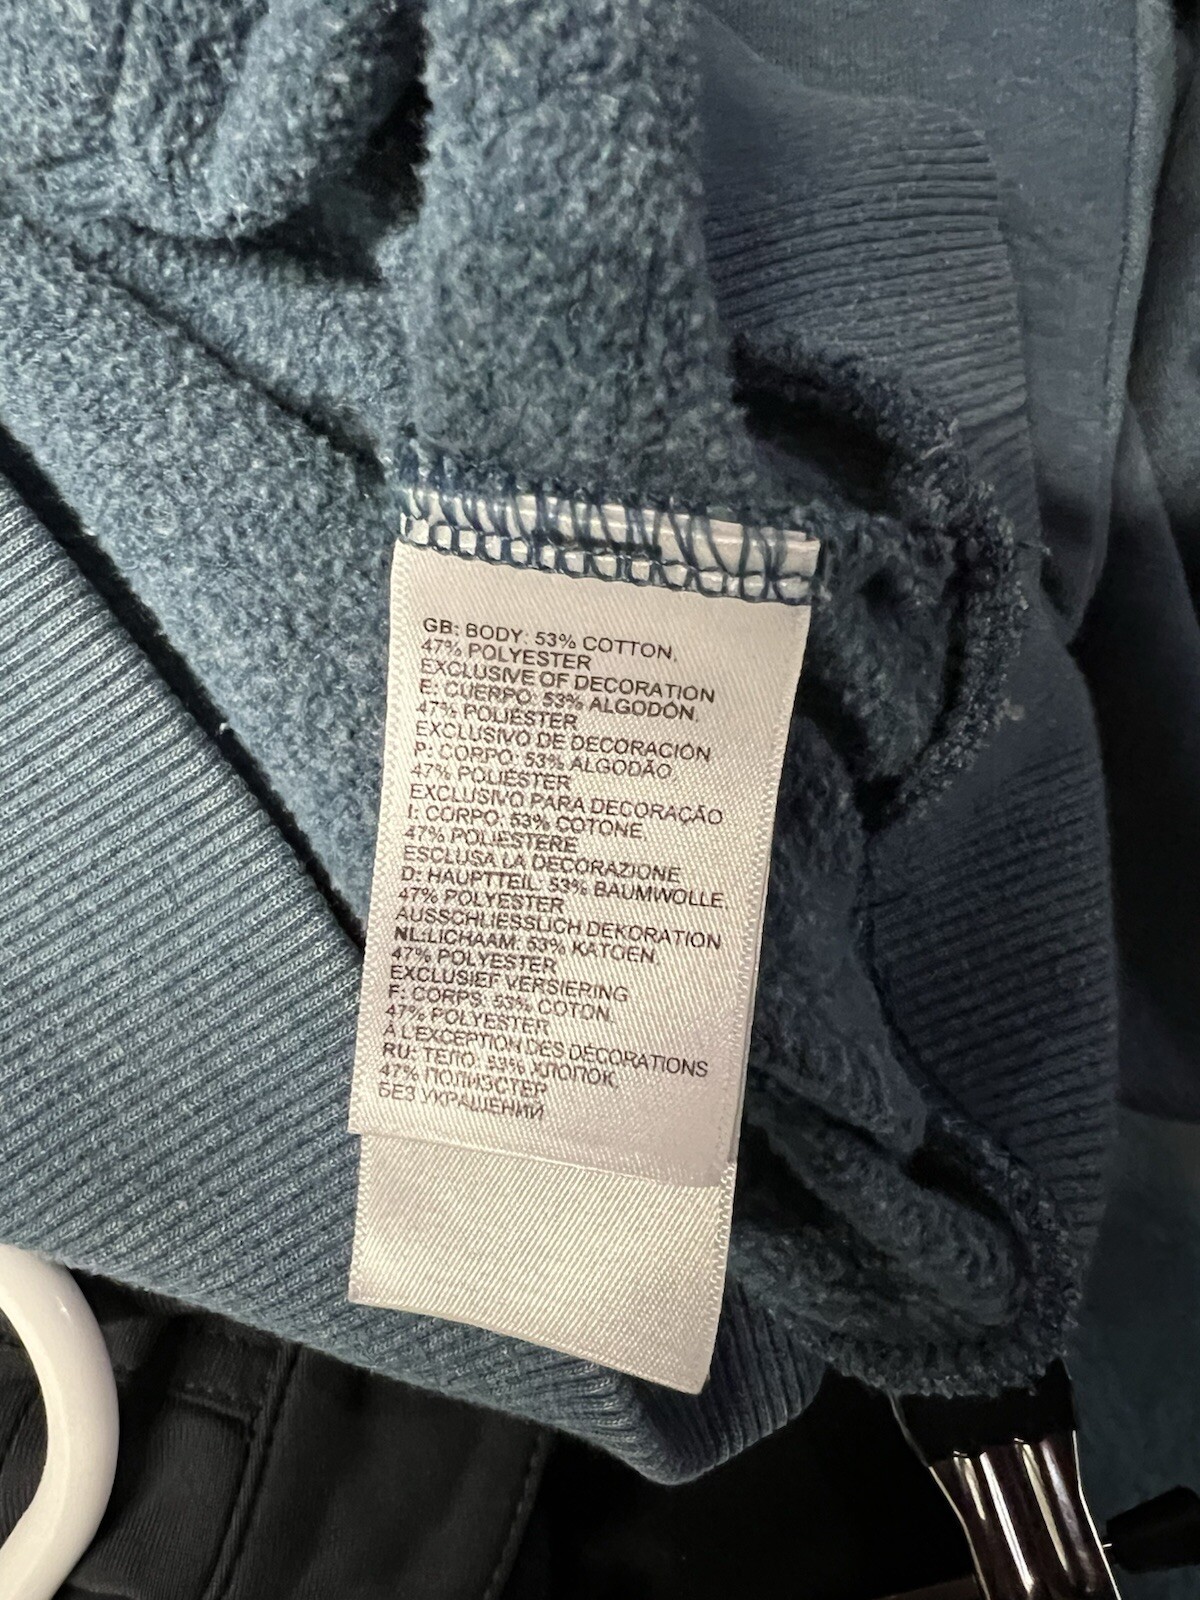 GB: BODY: 53% COTTON,
47% POLYESTER
EXCLUSIVE OF DECORATION
E: CUERPO: 53% ALGODÓN,
47% POLIÉSTER
EXCLUSIVO DE DECORACIÓN
P: CORPO: 53% ALGODÃO,
47% POLIÉSTER
EXCLUSIVO PARA DECORAÇÃO
I: CORPO: 53% COTONE,
47% POLIESTERE
ESCLUSA LA DECORAZIONE
D: HAUPTTEIL: 53% BAUMWOLLE,
47% POLYESTER
AUSSCHLIESSLICH DEKORATION
NL:LICHAAM: 53% KATOEN,
47% POLYESTER
EXCLUSIEF VERSIERING
F: CORPS: 53% COTON,
47% POLYESTER
À L'EXCEPTION DES DÉCORATIONS
RU: ТЕЛО: 53% ХЛОПОК,
47% ПОЛИЭСТЕР
БЕЗ УКРАШЕНИЙ